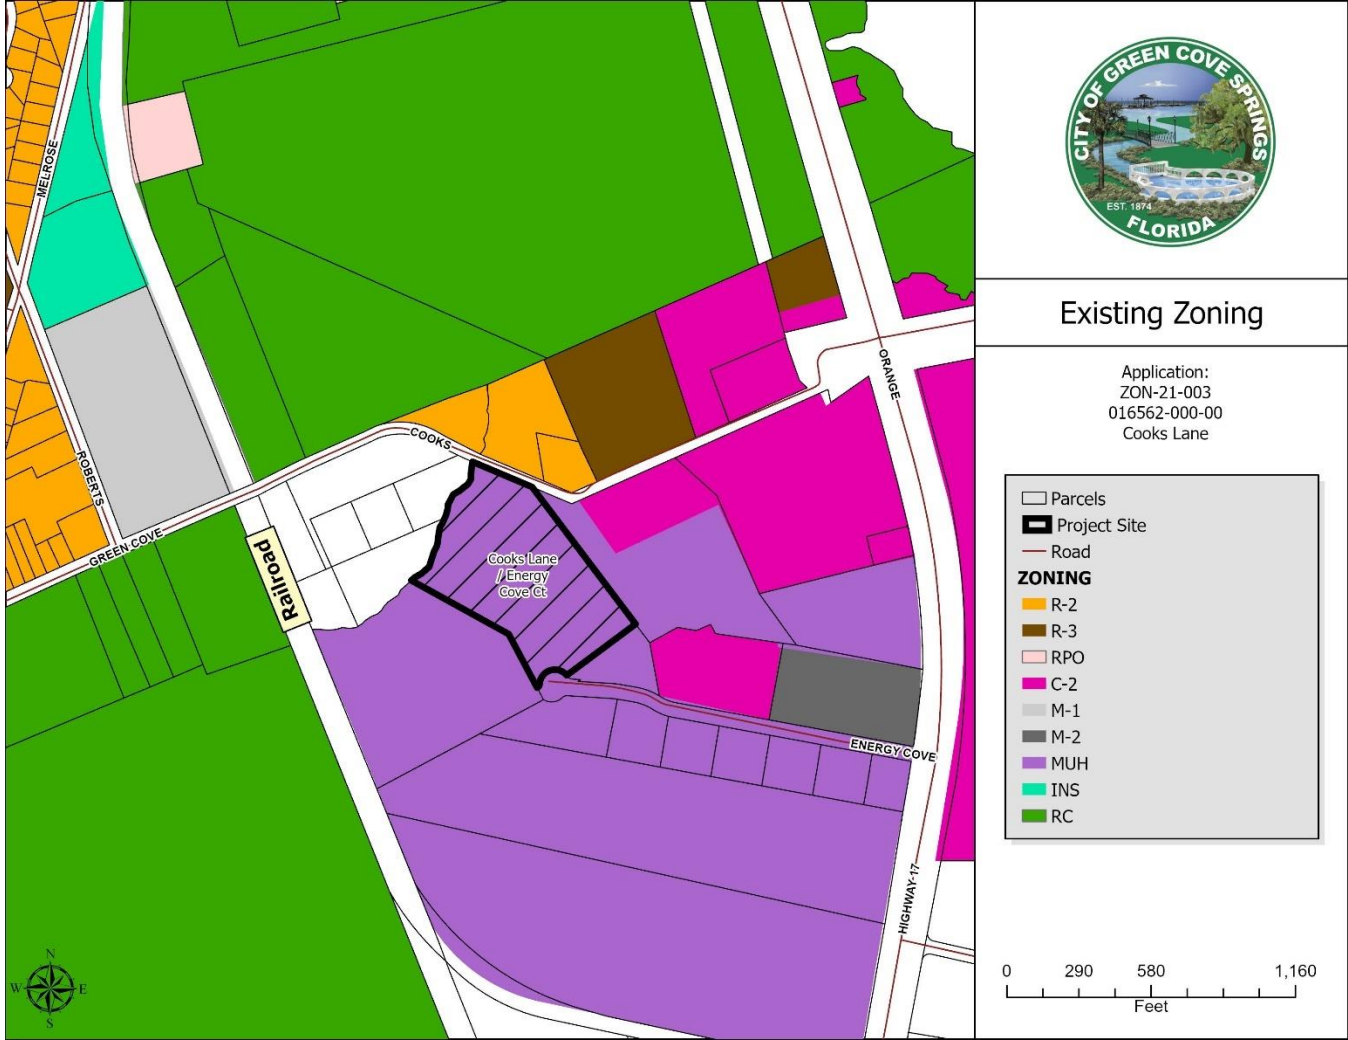 MELROSE
ROBERTS
GREEN COVE
COOKS
Railroad
Cooks Lane
/ Energy
Cove Ct
ORANGE
ENERGY COVE
HIGHWAY-17
N
W
E
S
CITY OF GREEN COVE SPRINGS
EST. 1874
FLORIDA
Existing Zoning
Application:
ZON-21-003
016562-000-00
Cooks Lane
Parcels
Project Site
Road
ZONING
R-2
R-3
RPO
C-2
M-1
M-2
MUH
INS
RC
0 290 580 1,160
Feet